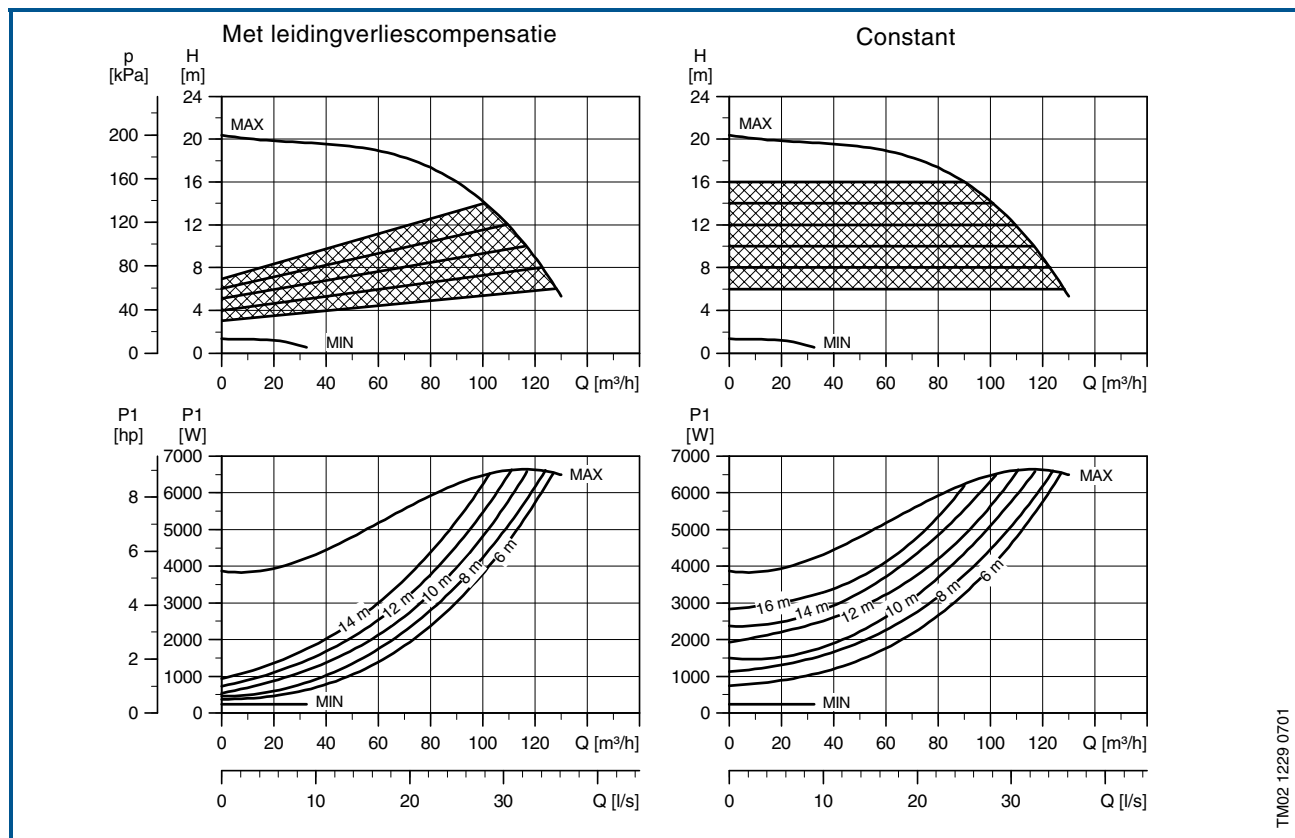 Met leidingverliescompensatie
Constant
p
[kPa]
H
[m]
H
[m]
24
20
16
12
8
4
0
200
160
120
80
40
0
MAX
MIN
0 20 40 60 80 100 120 Q [m³/h]
24
20
16
12
8
4
0
MAX
MIN
0 20 40 60 80 100 120 Q [m³/h]
P1
[hp]
P1
[W]
8
6
4
2
0
7000
6000
5000
4000
3000
2000
1000
0
MAX
14 m
12 m
10 m
8 m
6 m
MIN
0 20 40 60 80 100 120 Q [m³/h]
0 10 20 30 Q [l/s]
P1
[W]
7000
6000
5000
4000
3000
2000
1000
0
MAX
16 m
14 m
12 m
10 m
8 m
6 m
MIN
0 20 40 60 80 100 120 Q [m³/h]
0 10 20 30 Q [l/s]
TM02 1229 0701